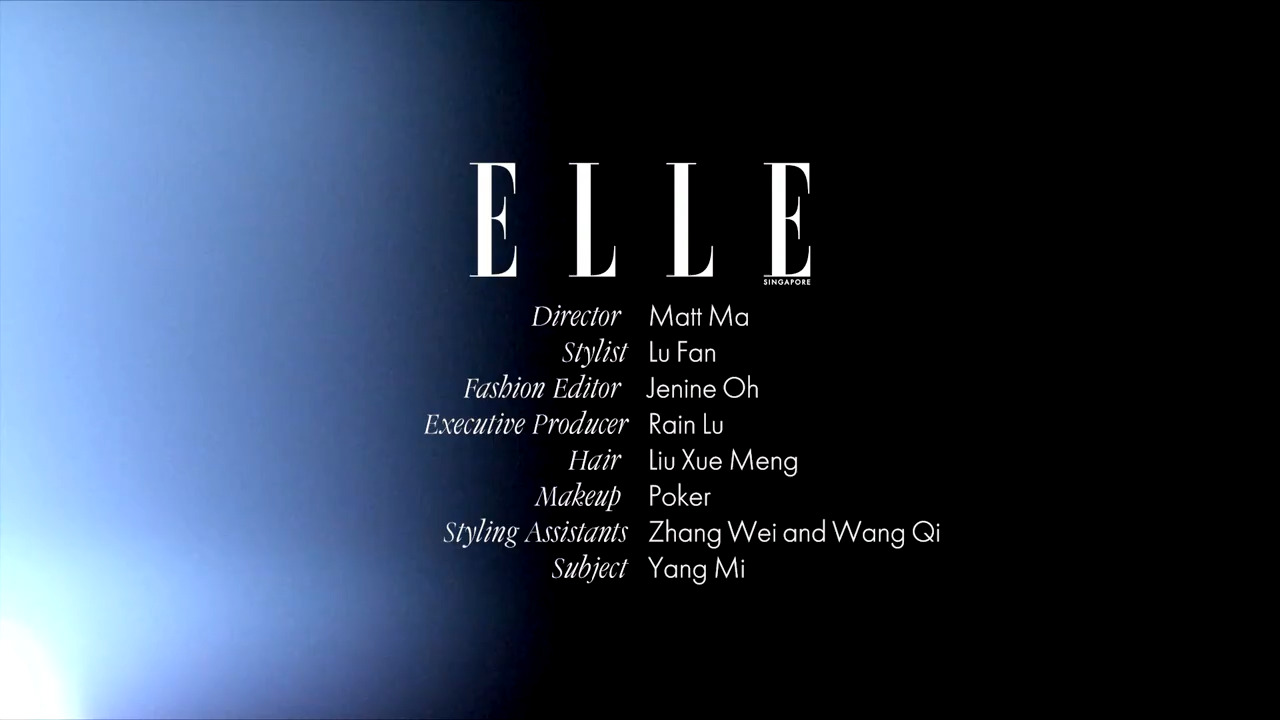 ELLE
SINGAPORE
Director Matt Ma
Stylist Lu Fan
Fashion Editor Jenine Oh
Executive Producer Rain Lu
Hair Liu Xue Meng
Makeup Poker
Styling Assistants Zhang Wei and Wang Qi
Subject Yang Mi